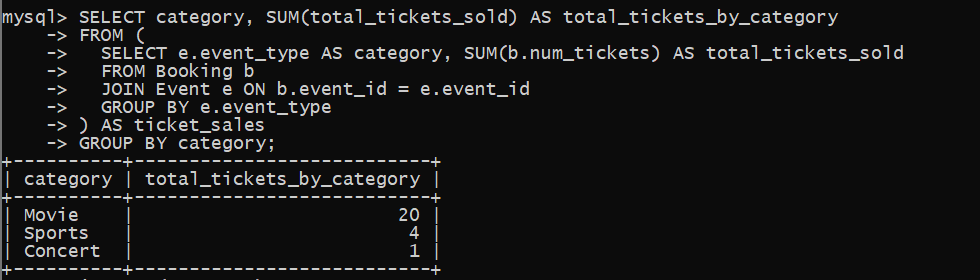 mysql> SELECT category, SUM(total_tickets_sold) AS total_tickets_by_category
    -> FROM (
    ->   SELECT e.event_type AS category, SUM(b.num_tickets) AS total_tickets_sold
    ->   FROM Booking b
    ->   JOIN Event e ON b.event_id = e.event_id
    ->   GROUP BY e.event_type
    -> ) AS ticket_sales
    -> GROUP BY category;
+----------+---------------------------+
| category | total_tickets_by_category |
+----------+---------------------------+
| Movie    |                        20 |
| Sports   |                         4 |
| Concert  |                         1 |
+----------+---------------------------+